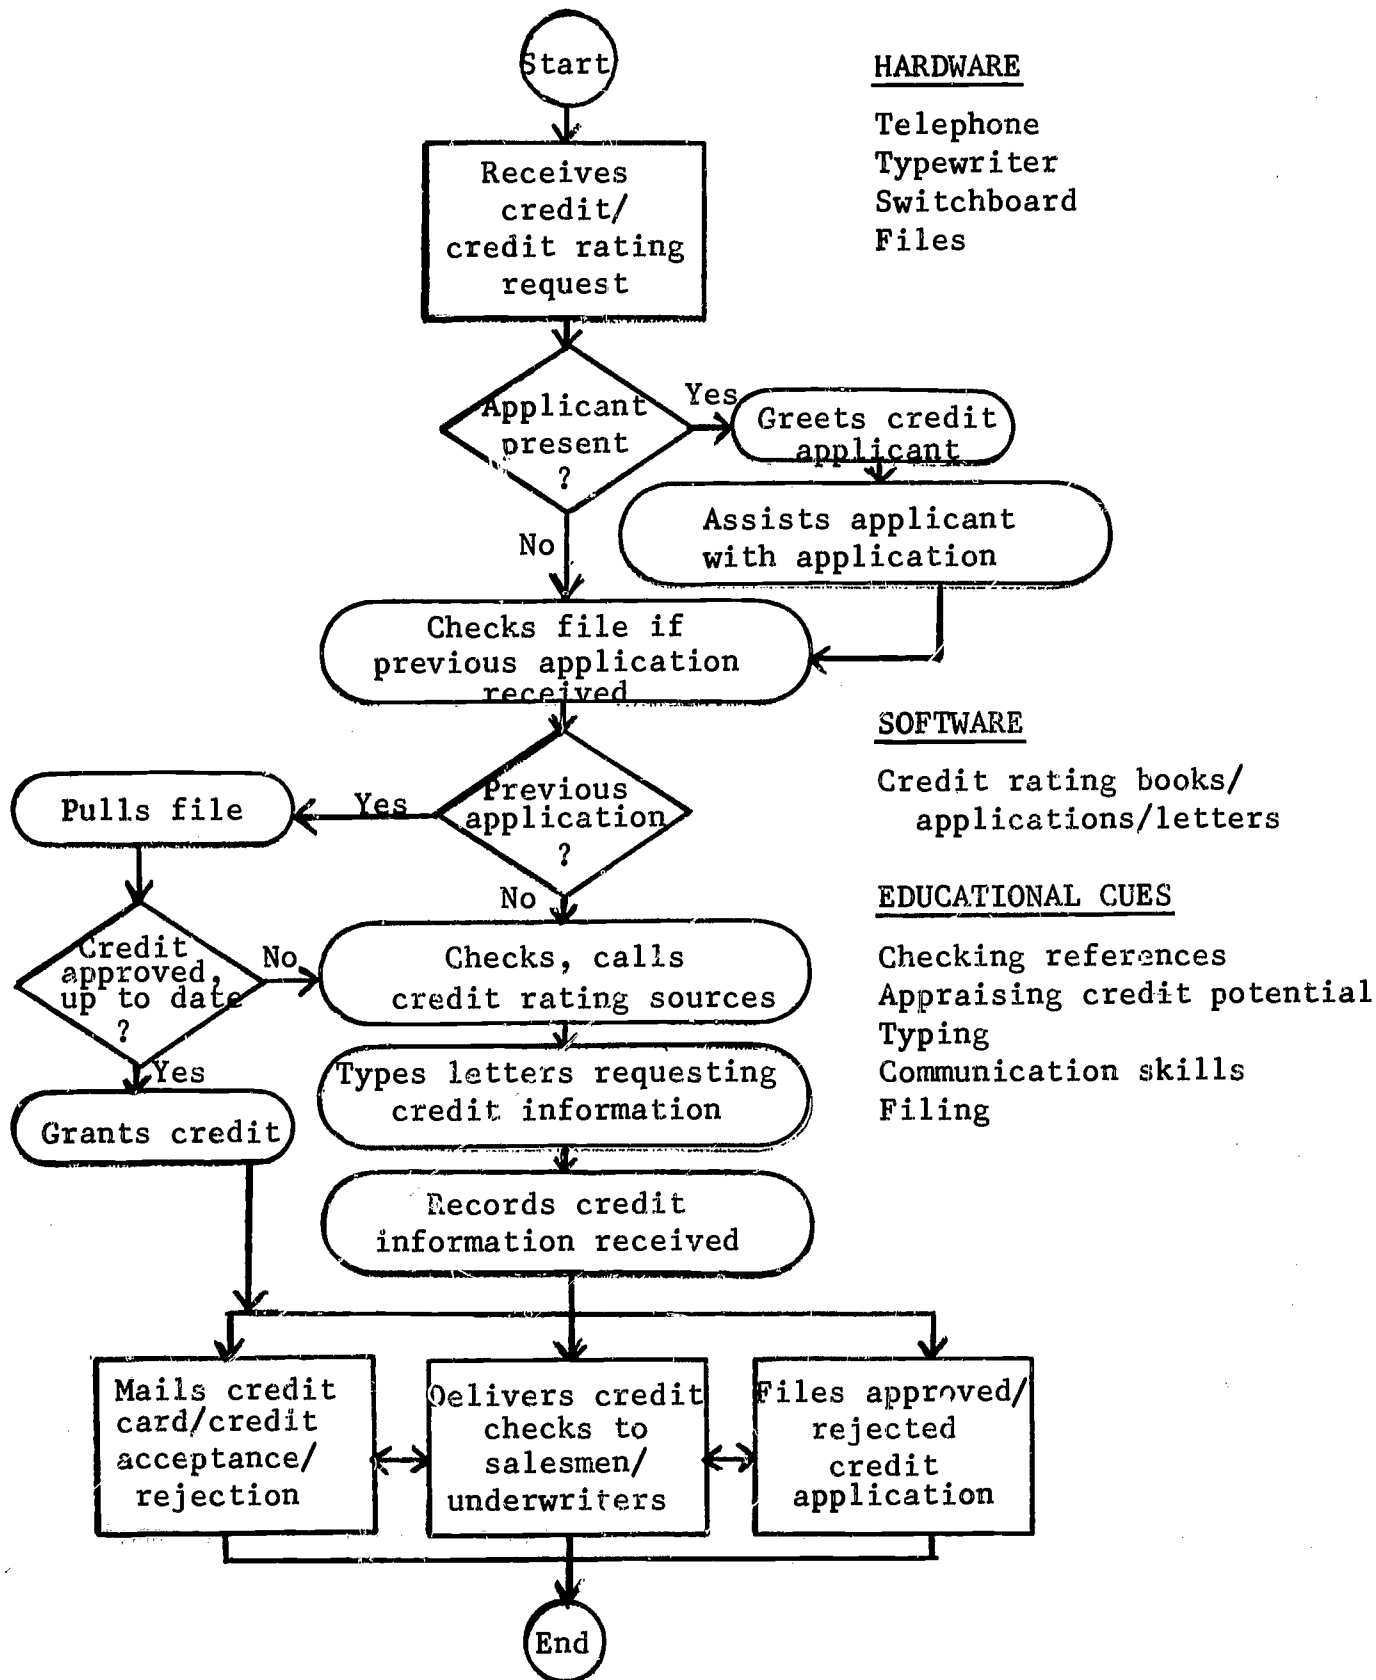 Start
HARDWARE
Telephone
Typewriter
Switchboard
Files
Receives
credit/
credit rating
request
Applicant
present
?
Yes
Greets credit
applicant
Assists applicant
with application
No
Checks file if
previous application
received
SOFTWARE
Credit rating books/
applications/letters
Previous
application
?
Yes
Pulls file
No
EDUCATIONAL CUES
Checking references
Appraising credit potential
Typing
Communication skills
Filing
Credit
approved,
up to date
?
No
Checks, calls
credit rating sources
Yes
Types letters requesting
credit information
Grants credit
Records credit
information received
Mails credit
card/credit
acceptance/
rejection
Delivers credit
checks to
salesmen/
underwriters
Files approved/
rejected
credit
application
End